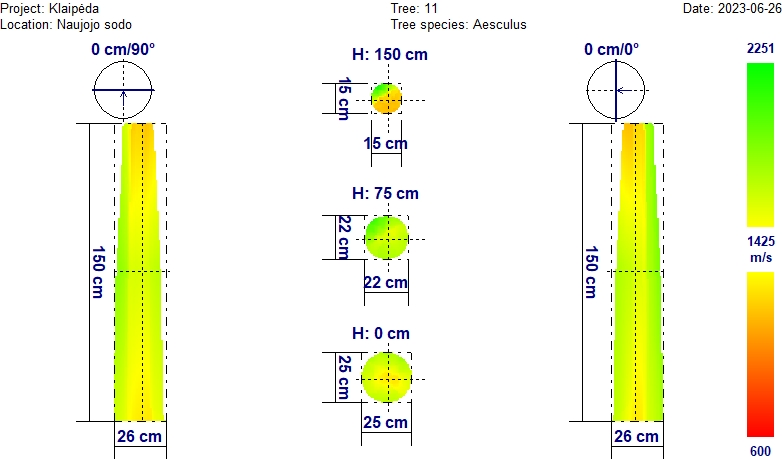 Project: Klaipėda
Tree: 11
Date: 2023-06-26
Location: Naujojo sodo
Tree species: Aesculus
0 cm/90°
H: 150 cm
0 cm/0°
2251
15 cm
15 cm
H: 75 cm
22 cm
22 cm
150 cm
150 cm
1425
m/s
H: 0 cm
25 cm
25 cm
26 cm
26 cm
600